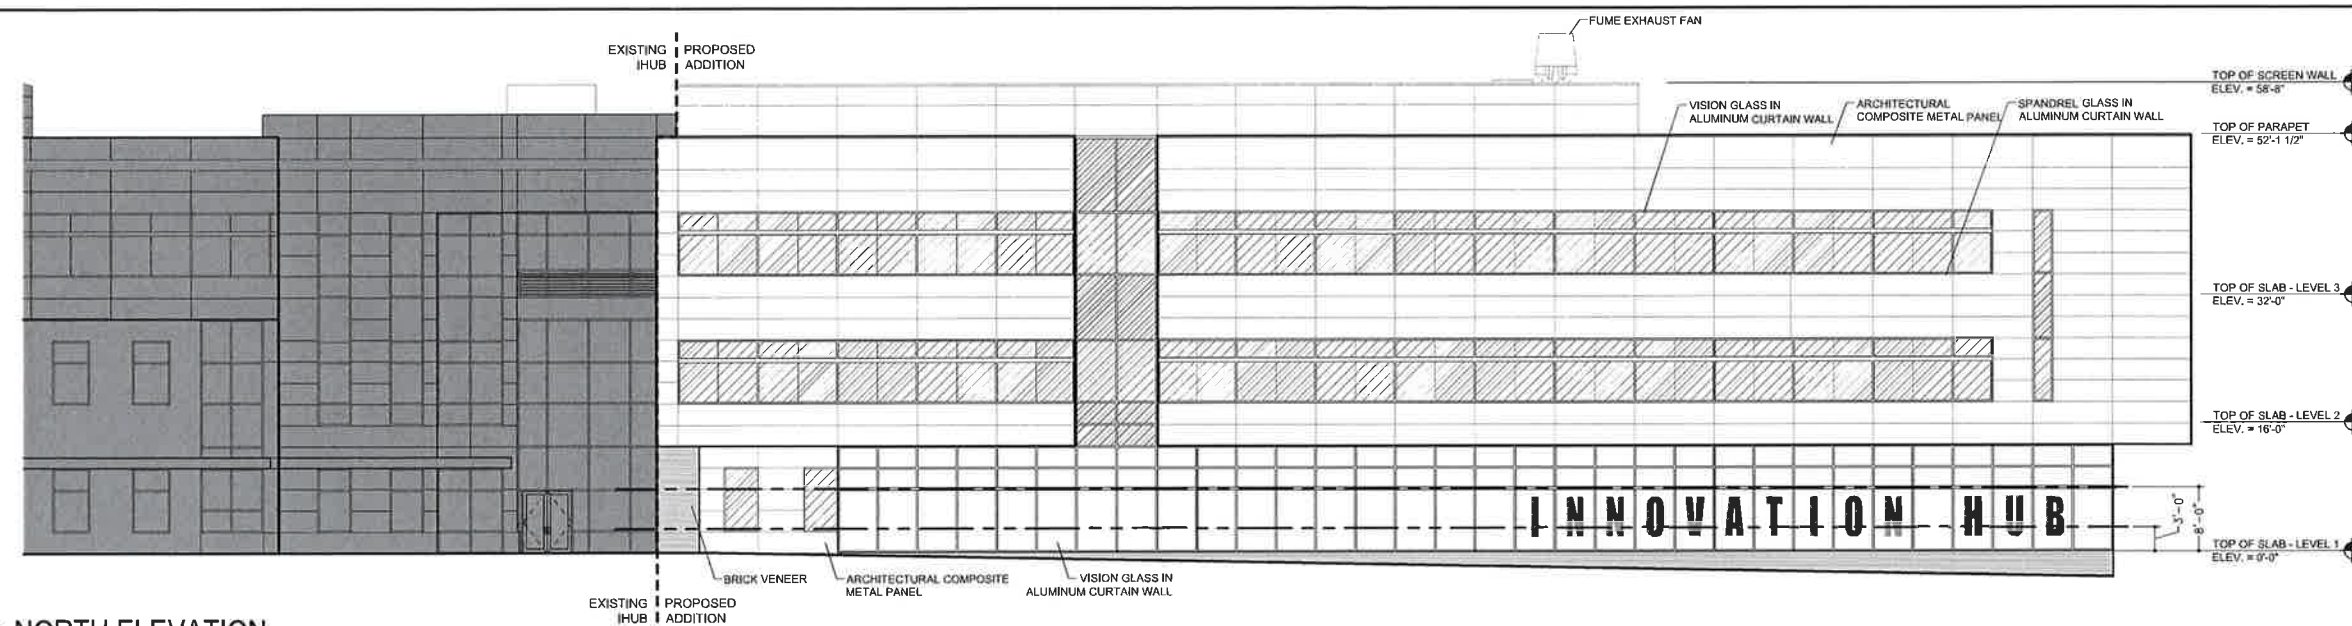 FUME EXHAUST FAN
EXISTING PROPOSED
IHUB ADDITION
TOP OF SCREEN WALL
ELEV. = 58'-8"
VISION GLASS IN
ALUMINUM CURTAIN WALL
ARCHITECTURAL
COMPOSITE METAL PANEL
SPANDREL GLASS IN
ALUMINUM CURTAIN WALL
TOP OF PARAPET
ELEV. = 52'-1 1/2"
TOP OF SLAB - LEVEL 3
ELEV. = 32'-0"
TOP OF SLAB - LEVEL 2
ELEV. = 16'-0"
INNOVATION HUB
3'-0"
8'-0"
TOP OF SLAB - LEVEL 1
ELEV. = 0'-0"
BRICK VENEER
ARCHITECTURAL COMPOSITE
METAL PANEL
VISION GLASS IN
ALUMINUM CURTAIN WALL
EXISTING PROPOSED
IHUB ADDITION
NORTH ELEVATION